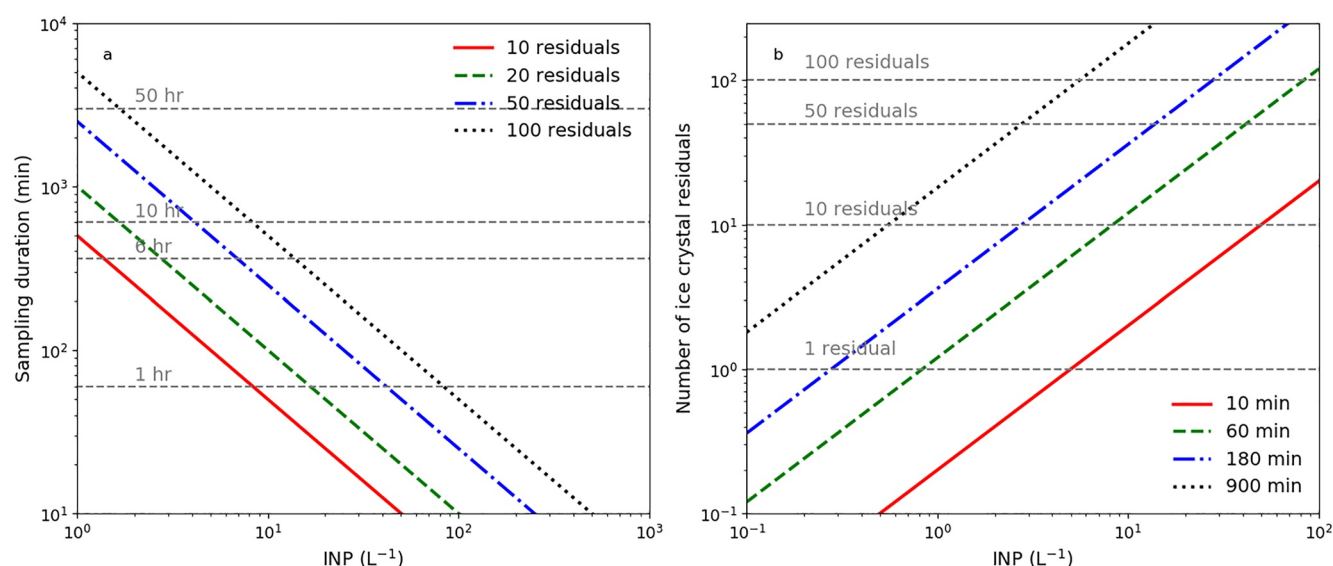 a
10⁴
10³
10²
10¹
Sampling duration (min)
50 hr
10 hr
6 hr
1 hr
10 residuals
20 residuals
50 residuals
100 residuals
10⁰
10¹
10²
10³
INP (L⁻¹)
b
10²
10¹
10⁰
10⁻¹
Number of ice crystal residuals
100 residuals
50 residuals
10 residuals
1 residual
10 min
60 min
180 min
900 min
10⁻¹
10⁰
10¹
10²
INP (L⁻¹)